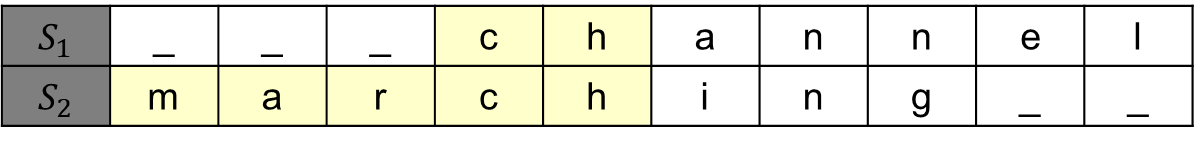 S₁ _ _ _ c h a n n e l
S₂ m a r c h i n g _ _